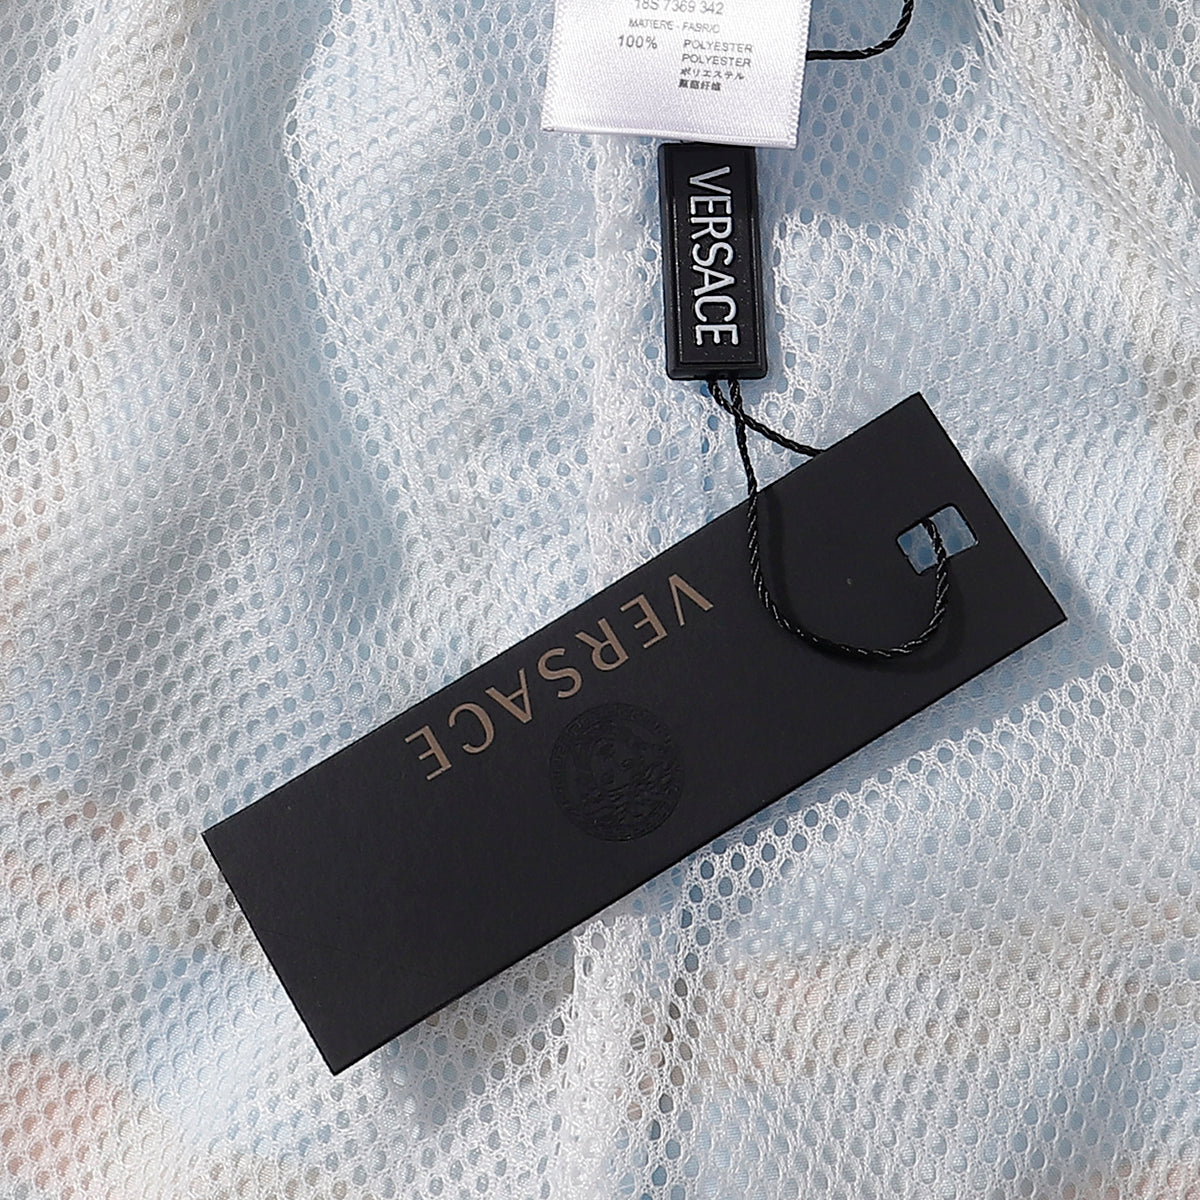 18S 7369 342
MATIERE - FABRIC
100% POLYESTER
POLYESTER
ポリエステル
VERSACE
VERSACE